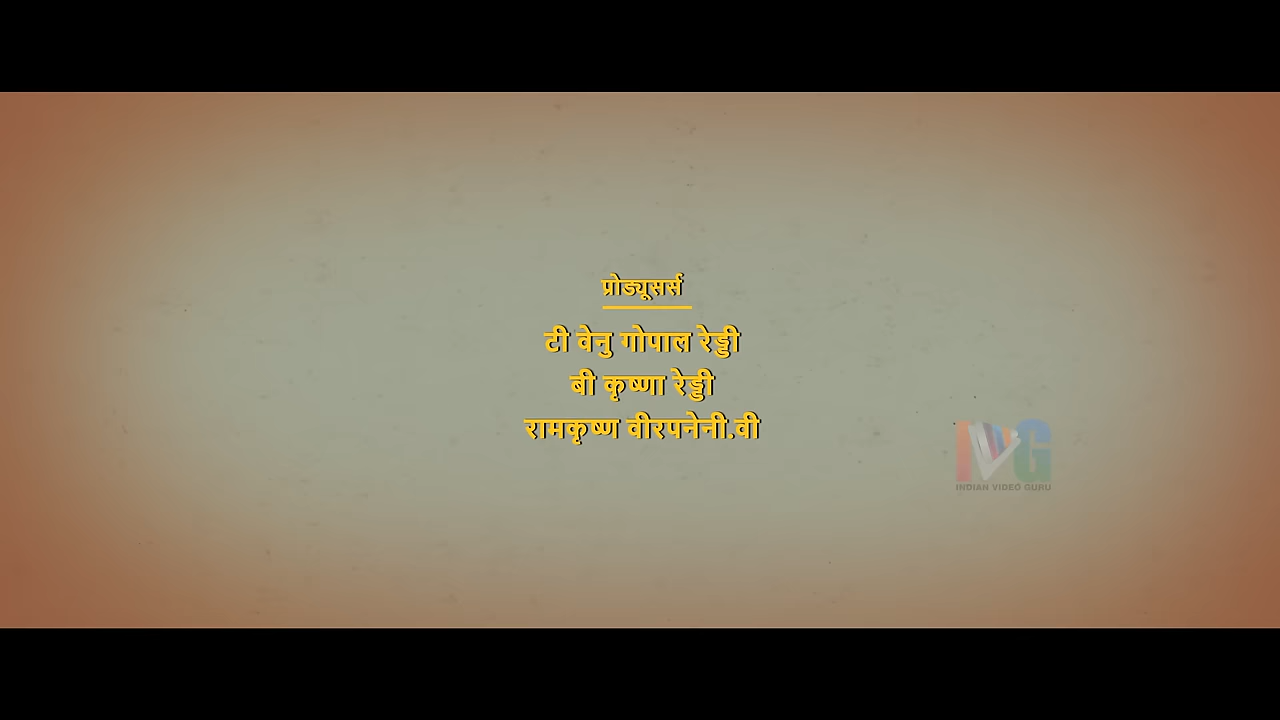 प्रोड्यूसर्स
टी वेनु गोपाल रेड्डी
बी कृष्णा रेड्डी
रामकृष्ण वीरपनेनी.वी
IVG
INDIAN VIDEO GURU